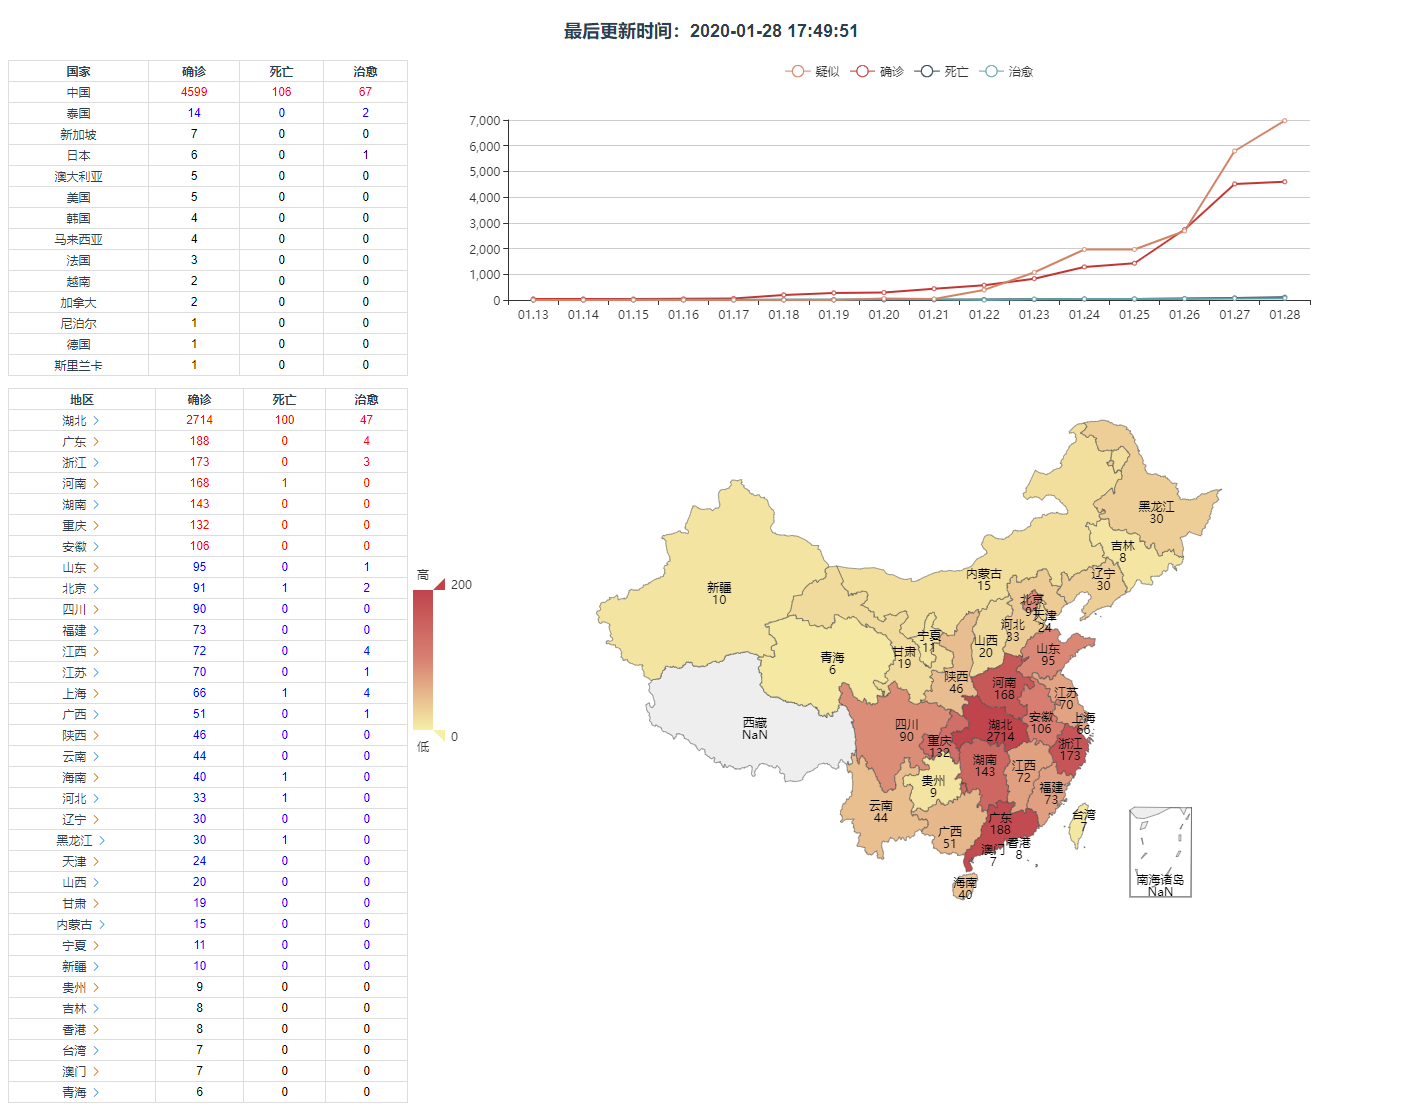 最后更新时间：2020-01-28 17:49:51
国家 确诊 死亡 治愈
中国 4599 106 67
泰国 14 0 2
新加坡 7 0 0
日本 6 0 1
澳大利亚 5 0 0
美国 5 0 0
韩国 4 0 0
马来西亚 4 0 0
法国 3 0 0
越南 2 0 0
加拿大 2 0 0
尼泊尔 1 0 0
德国 1 0 0
斯里兰卡 1 0 0
疑似 确诊 死亡 治愈
7,000
6,000
5,000
4,000
3,000
2,000
1,000
0
01.13 01.14 01.15 01.16 01.17 01.18 01.19 01.20 01.21 01.22 01.23 01.24 01.25 01.26 01.27 01.28
地区 确诊 死亡 治愈
湖北 2714 100 47
广东 188 0 4
浙江 173 0 3
河南 168 1 0
湖南 143 0 0
重庆 132 0 0
安徽 106 0 0
山东 95 0 1
北京 91 1 2
四川 90 0 0
福建 73 0 0
江西 72 0 4
江苏 70 0 1
上海 66 1 4
广西 51 0 1
陕西 46 0 0
云南 44 0 0
海南 40 1 0
河北 33 1 0
辽宁 30 0 0
黑龙江 30 1 0
天津 24 0 0
山西 20 0 0
甘肃 19 0 0
内蒙古 15 0 0
宁夏 11 0 0
新疆 10 0 0
贵州 9 0 0
吉林 8 0 0
香港 8 0 0
台湾 7 0 0
澳门 7 0 0
青海 6 0 0
高
200
0
低
黑龙江
30
吉林
8
辽宁
30
内蒙古
15
新疆
10
北京
91
天津
24
河北
33
宁夏
11
山西
20
山东
95
甘肃
19
青海
6
陕西
46
河南
168
江苏
70
西藏
NaN
四川
90
湖北
2714
安徽
106
上海
66
重庆
132
浙江
173
湖南
143
江西
72
贵州
9
福建
73
云南
44
广西
51
广东
188
台湾
7
澳门
7
香港
8
海南
40
南海诸岛
NaN